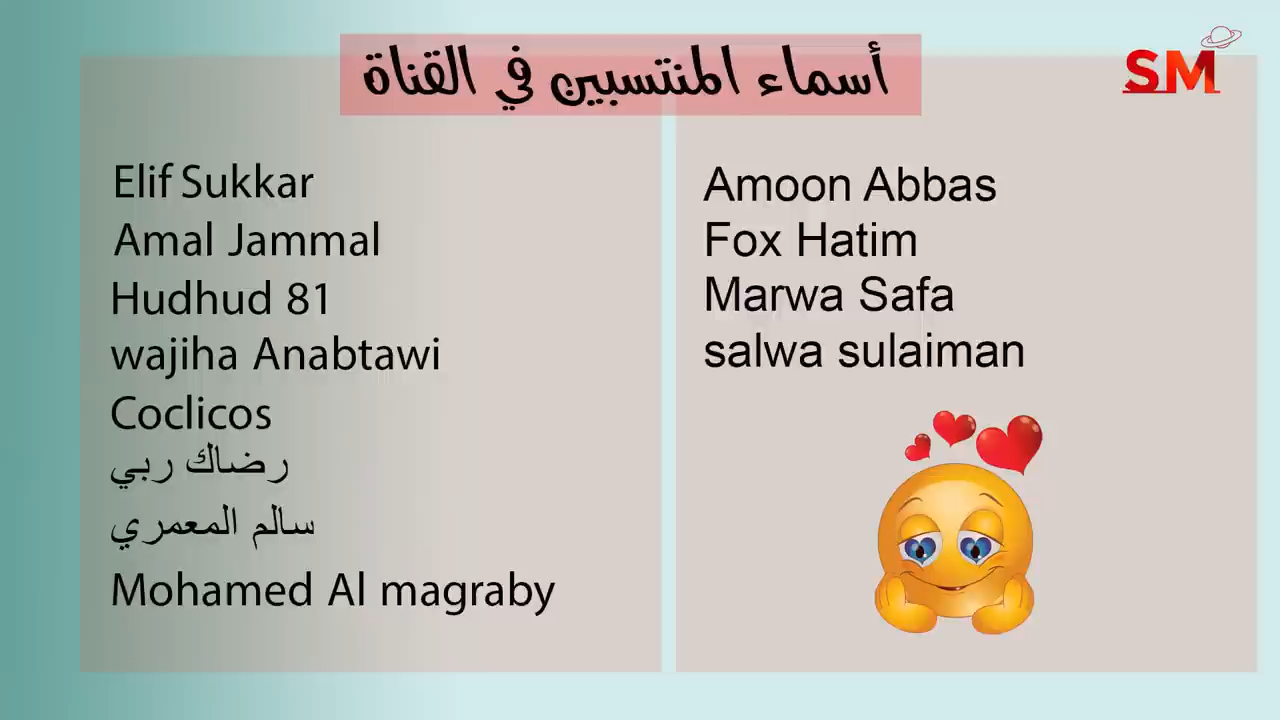 أسماء المنتسبين في القناة
SM
Elif Sukkar
Amal Jammal
Hudhud 81
wajiha Anabtawi
Coclicos
رضاك ربي
سالم المعمري
Mohamed Al magraby
Amoon Abbas
Fox Hatim
Marwa Safa
salwa sulaiman